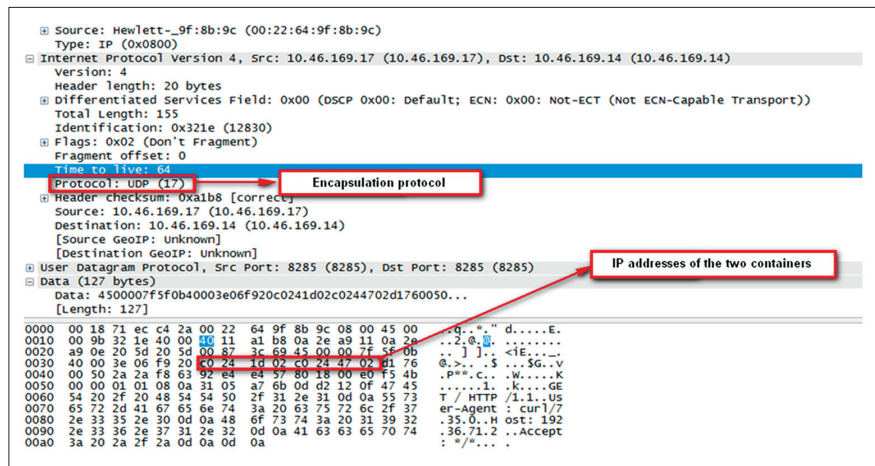 Source: Hewlett-_9f:8b:9c (00:22:64:9f:8b:9c)
Type: IP (0x0800)
Internet Protocol Version 4, Src: 10.46.169.17 (10.46.169.17), Dst: 10.46.169.14 (10.46.169.14)
Version: 4
Header length: 20 bytes
Differentiated Services Field: 0x00 (DSCP 0x00: Default; ECN: 0x00: Not-ECT (Not ECN-Capable Transport))
Total Length: 155
Identification: 0x321e (12830)
Flags: 0x02 (Don't Fragment)
Fragment offset: 0
Time to live: 64
Protocol: UDP (17)
Encapsulation protocol
Header checksum: 0xa1b8 [correct]
Source: 10.46.169.17 (10.46.169.17)
Destination: 10.46.169.14 (10.46.169.14)
[Source GeoIP: Unknown]
[Destination GeoIP: Unknown]
IP addresses of the two containers
User Datagram Protocol, Src Port: 8285 (8285), Dst Port: 8285 (8285)
Data (127 bytes)
Data: 4500007f5f0b40003e06f920c0241d02c0244702d1760050...
[Length: 127]
0000 00 18 71 ec c4 2a 00 22 64 9f 8b 9c 08 00 45 00 ..q..*." d.....E.
0010 00 9b 32 1e 40 00 40 11 a1 b8 0a 2e a9 11 0a 2e ..2.@.@. ........
0020 a9 0e 20 5d 20 5d 00 87 3c 69 45 00 00 7f 5f 0b .. ] ].. <iE..._.
0030 40 00 3e 06 f9 20 c0 24 1d 02 c0 24 47 02 d1 76 @.>.. .$ ...$G..v
0040 00 50 2a 2a f8 63 92 e4 e4 57 80 18 00 e0 f5 4b .P**.c.. .W.....K
0050 00 00 01 01 08 0a 31 05 a7 6b 0d d2 12 0f 47 45 ......1. .k....GE
0060 54 20 2f 20 48 54 54 50 2f 31 2e 31 0d 0a 55 73 T / HTTP /1.1..Us
0070 65 72 2d 41 67 65 6e 74 3a 20 63 75 72 6c 2f 37 er-Agent : curl/7
0080 2e 33 35 2e 30 0d 0a 48 6f 73 74 3a 20 31 39 32 .35.0..H ost: 192
0090 2e 33 36 2e 37 31 2e 32 0d 0a 41 63 63 65 70 74 .36.71.2 ..Accept
00a0 3a 20 2a 2f 2a 0d 0a 0d 0a : */*... .